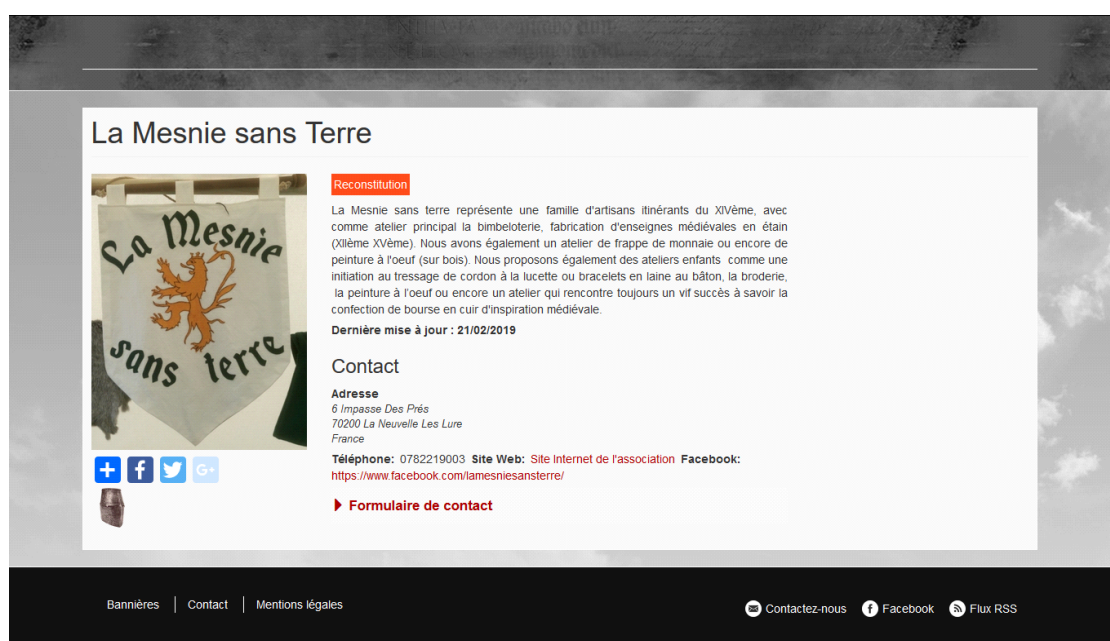 La Mesnie sans Terre
La Mesnie
sans terre
Reconstitution
La Mesnie sans terre représente une famille d'artisans itinérants du XIVème, avec
comme atelier principal la bimbeloterie, fabrication d'enseignes médiévales en étain
(XIIème XVème). Nous avons également un atelier de frappe de monnaie ou encore de
peinture à l'oeuf (sur bois). Nous proposons également des ateliers enfants comme une
initiation au tressage de cordon à la lucette ou bracelets en laine au bâton, la broderie,
la peinture à l'oeuf ou encore un atelier qui rencontre toujours un vif succès à savoir la
confection de bourse en cuir d'inspiration médiévale.
Dernière mise à jour : 21/02/2019
Contact
Adresse
6 Impasse Des Prés
70200 La Neuvelle Les Lure
France
Téléphone: 0782219003 Site Web: Site Internet de l'association Facebook:
https://www.facebook.com/lamesniesansterre/
Formulaire de contact
G+
Bannières
Contact
Mentions légales
Contactez-nous
Facebook
Flux RSS